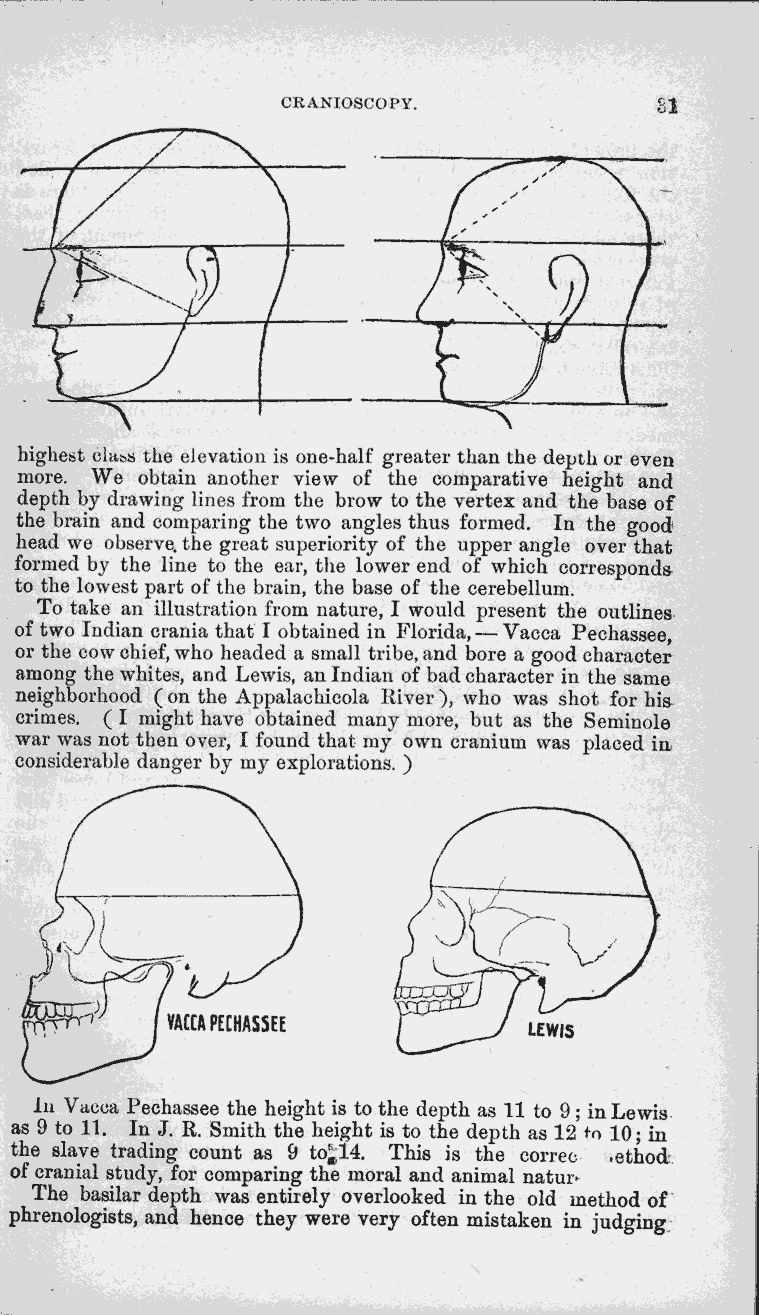 CRANIOSCOPY. 31
highest class the elevation is one-half greater than the depth or even
more. We obtain another view of the comparative height and
depth by drawing lines from the brow to the vertex and the base of
the brain and comparing the two angles thus formed. In the good
head we observe, the great superiority of the upper angle over that
formed by the line to the ear, the lower end of which corresponds
to the lowest part of the brain, the base of the cerebellum.
To take an illustration from nature, I would present the outlines
of two Indian crania that I obtained in Florida,— Vacca Pechassee,
or the cow chief, who headed a small tribe, and bore a good character
among the whites, and Lewis, an Indian of bad character in the same
neighborhood (on the Appalachicola River), who was shot for his
crimes. (I might have obtained many more, but as the Seminole
war was not then over, I found that my own cranium was placed in
considerable danger by my explorations.)
VACCA PECHASSEE
LEWIS
In Vacca Pechassee the height is to the depth as 11 to 9; in Lewis
as 9 to 11. In J. R. Smith the height is to the depth as 12 to 10; in
the slave trading count as 9 to 14. This is the correc ethod
of cranial study, for comparing the moral and animal natur
The basilar depth was entirely overlooked in the old method of
phrenologists, and hence they were very often mistaken in judging